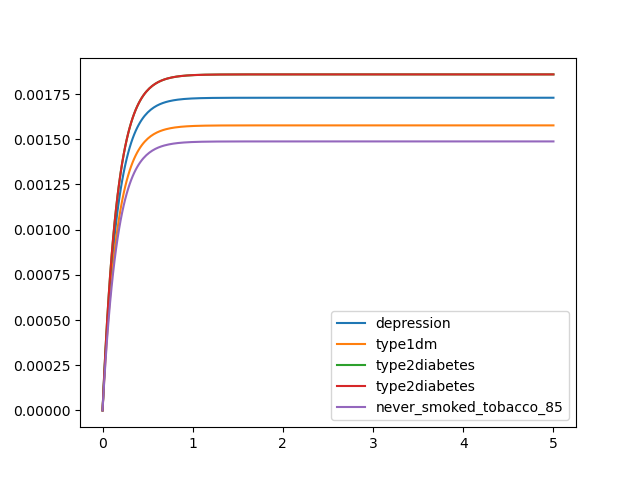 0.00175
0.00150
0.00125
0.00100
0.00075
0.00050
0.00025
0.00000
depression
type1dm
type2diabetes
type2diabetes
never_smoked_tobacco_85
0 1 2 3 4 5